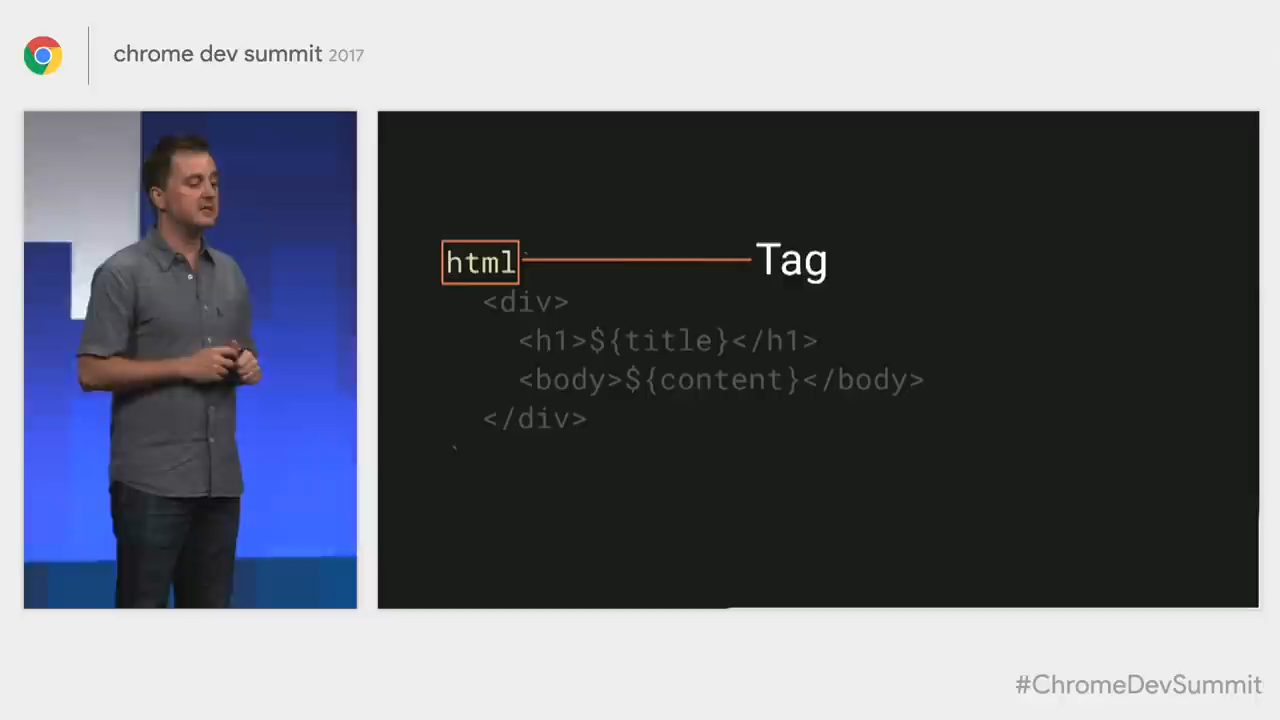 chrome dev summit 2017
html` Tag
<div>
<h1>${title}</h1>
<body>${content}</body>
</div>
`
#ChromeDevSummit